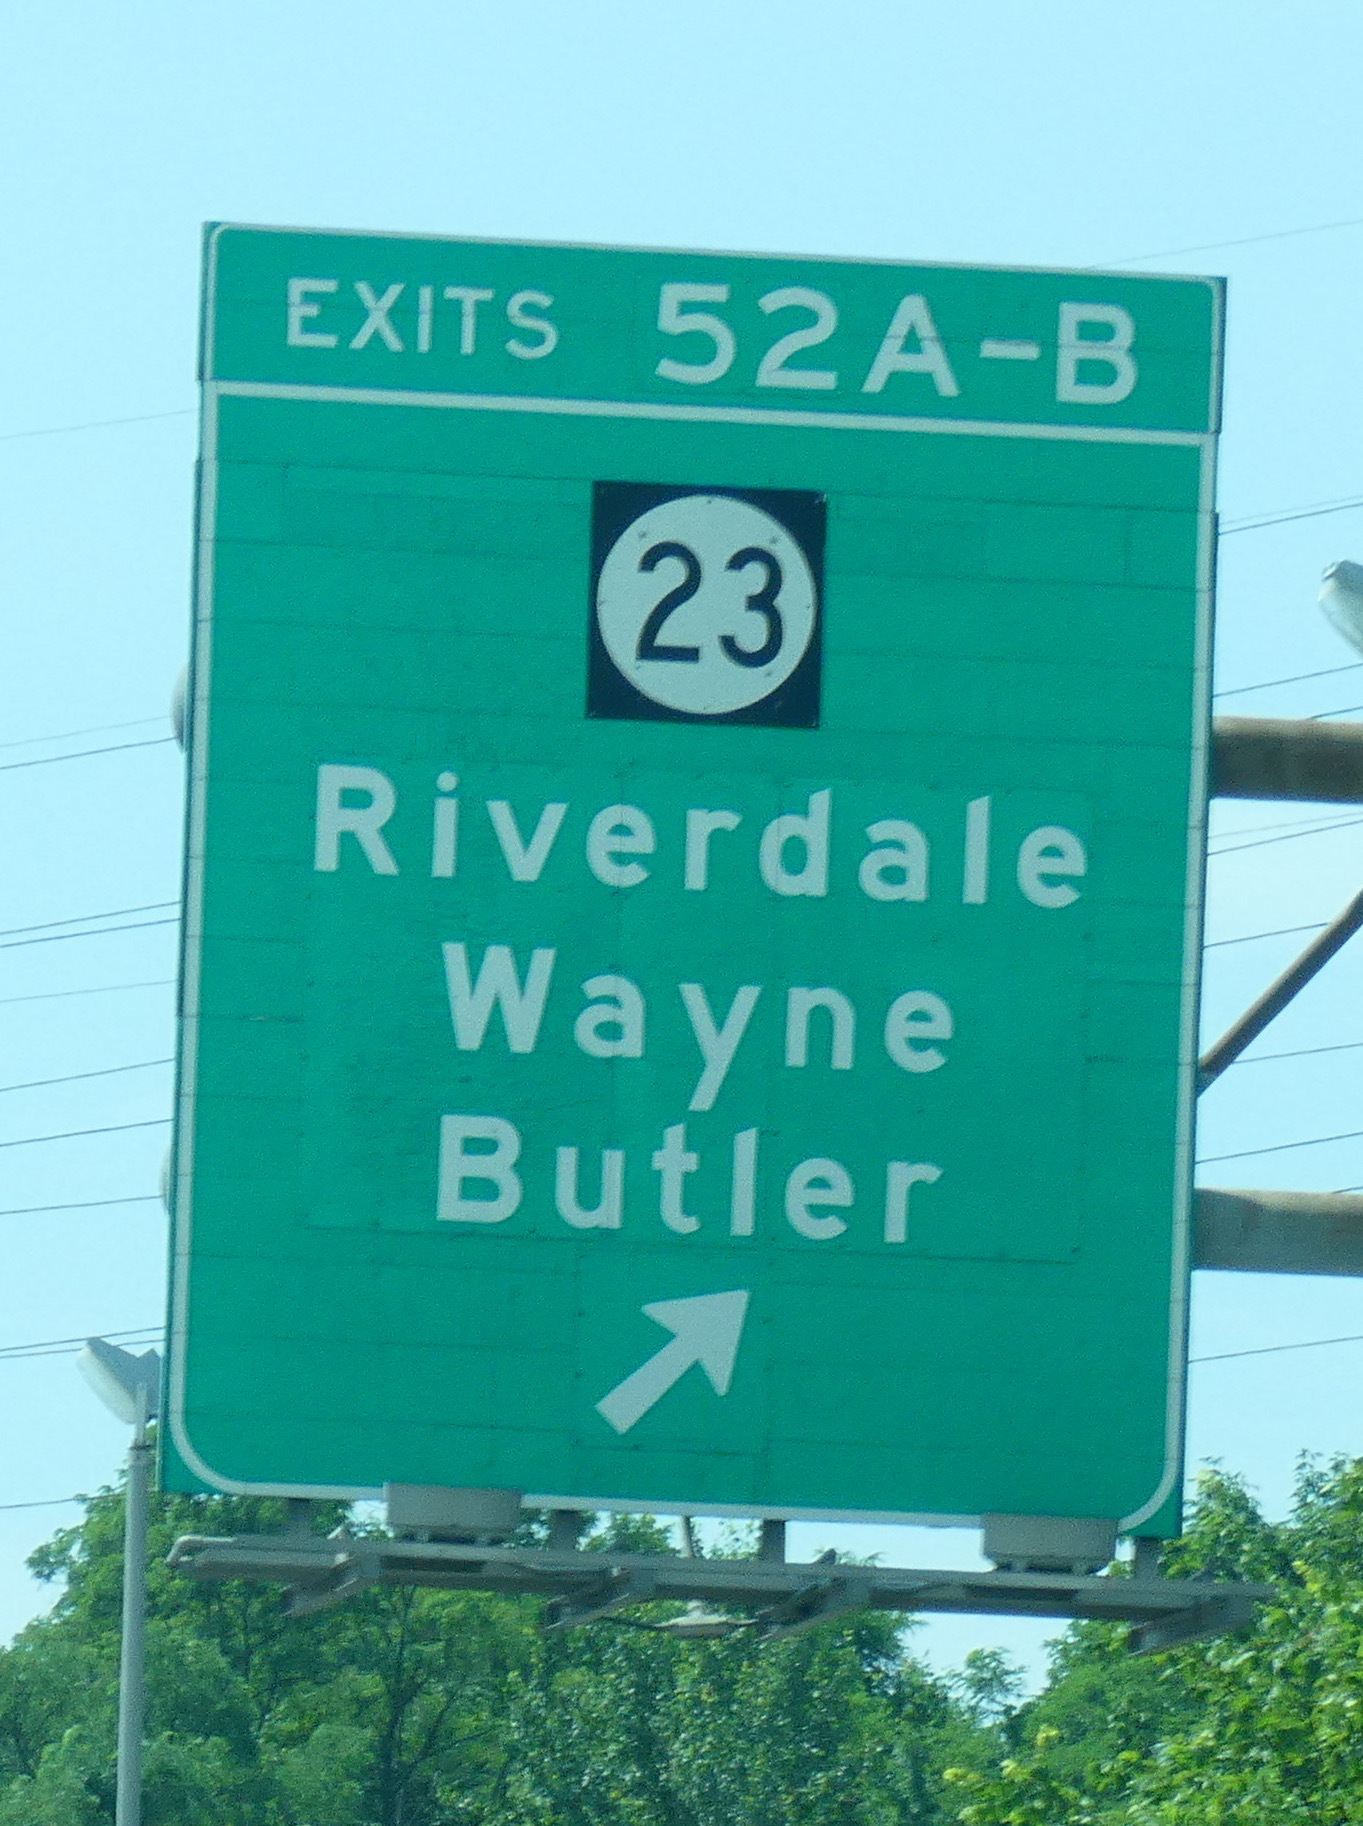 EXITS 52A-B
23
Riverdale
Wayne
Butler